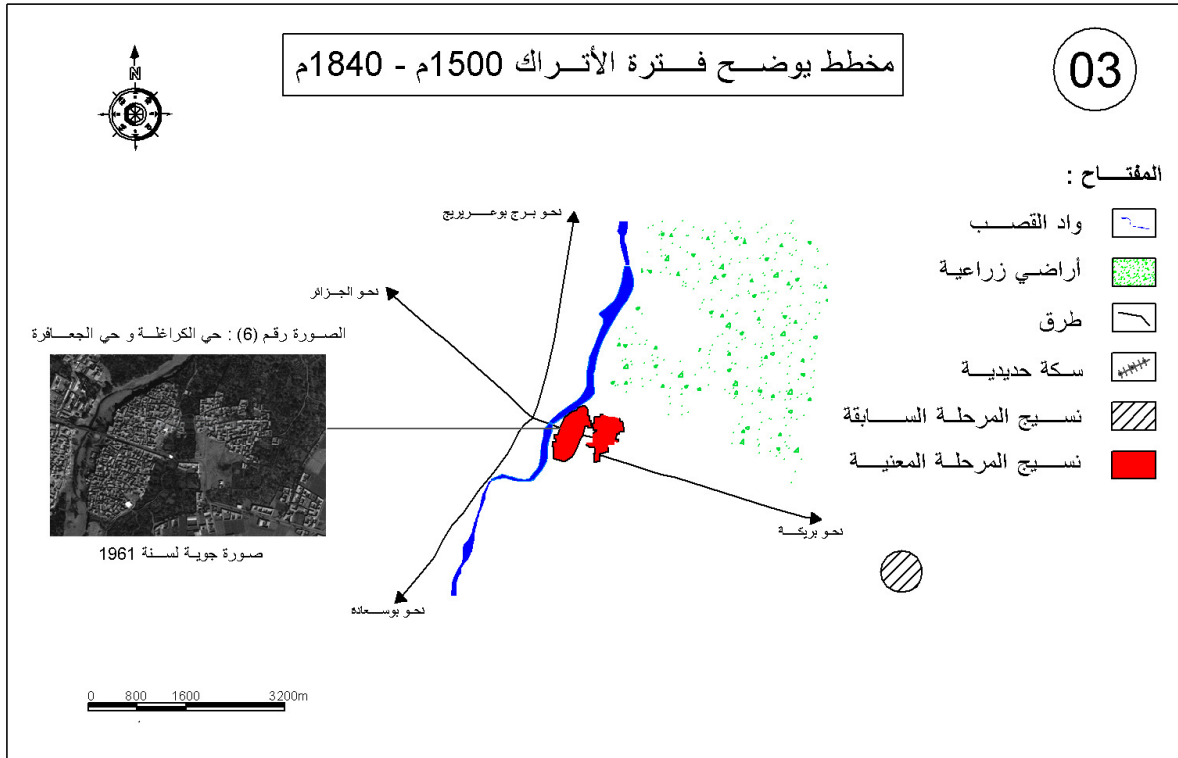 03
مخطط يوضح فترة الأتراك 1500م - 1840م
N
المفتاح :
واد القصب
أراضي زراعية
طرق
سكة حديدية
نسيج المرحلة السابقة
نسيج المرحلة المعنية
نحو برج بوعريريج
نحو الجزائر
الصورة رقم (6) : حي الكراغلة و حي الجعافرة
صورة جوية لسنة 1961
نحو بريكة
نحو بوسعادة
0 800 1600 3200m